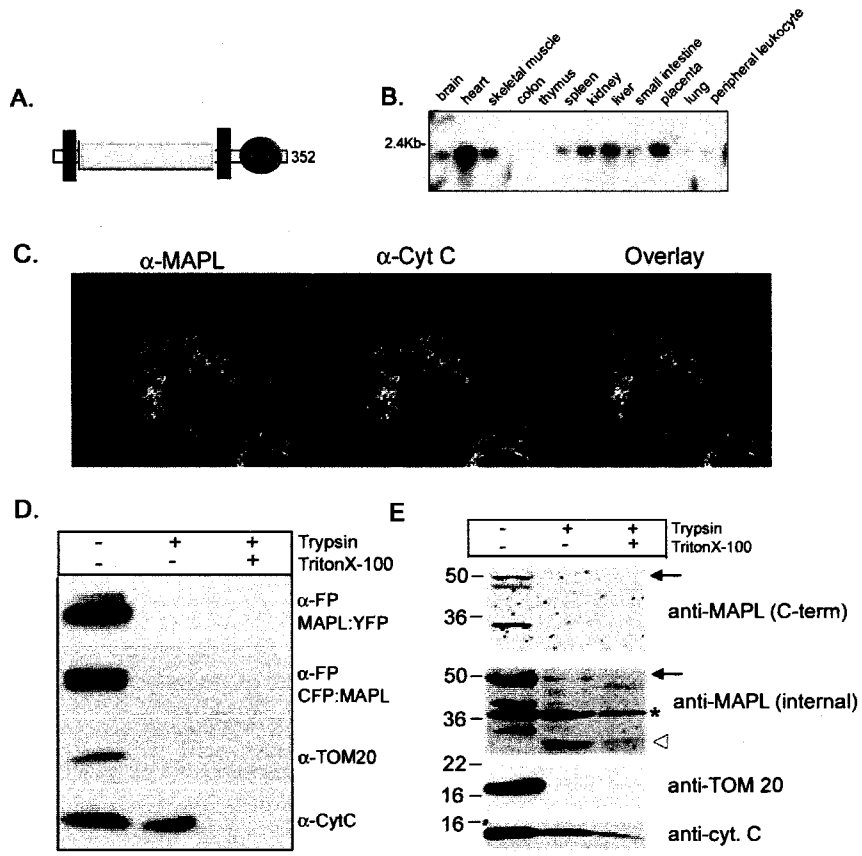 A.
352
B.
brain
heart
skeletal muscle
colon
thymus
spleen
kidney
liver
small intestine
placenta
lung
peripheral leukocyte
2.4Kb-
C.
α-MAPL
α-Cyt C
Overlay
D.
- + + Trypsin
- - + TritonX-100
α-FP
MAPL:YFP
α-FP
CFP:MAPL
α-TOM20
α-CytC
E
- + + Trypsin
- - + TritonX-100
50
36
anti-MAPL (C-term)
50
36
anti-MAPL (internal)
*
22
16
anti-TOM 20
16
anti-cyt. C